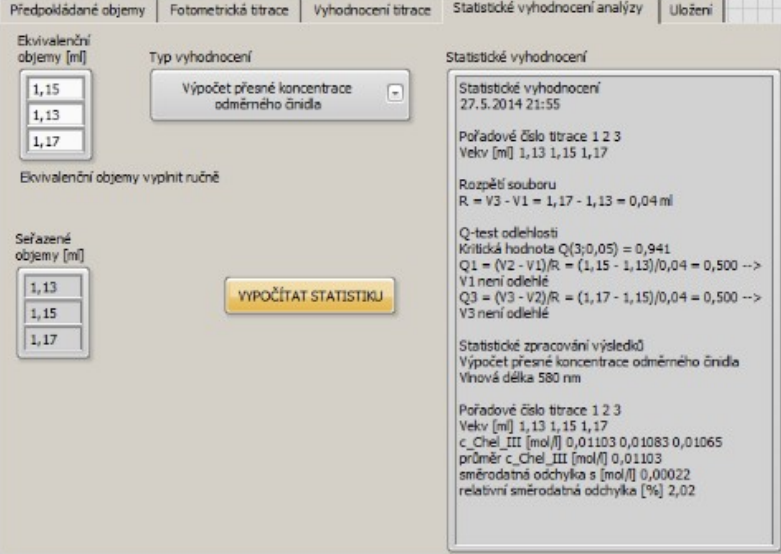 Předpokládané objemy
Fotometrická titrace
Vyhodnocení titrace
Statistické vyhodnocení analýzy
Uložení
Ekvivalenční
objemy [ml]
1,15
1,13
1,17
Typ vyhodnocení
Výpočet přesné koncentrace
odměrného činidla
Ekvivalenční objemy vyplnit ručně
Seřazené
objemy [ml]
1,13
1,15
1,17
VYPOČÍTAT STATISTIKU
Statistické vyhodnocení
Statistické vyhodnocení
27.5.2014 21:55
Pořadové číslo titrace 1 2 3
Vekv [ml] 1,13 1,15 1,17
Rozpětí souboru
R = V3 - V1 = 1,17 - 1,13 = 0,04 ml
Q-test odlehlosti
Kritická hodnota Q(3;0,05) = 0,941
Q1 = (V2 - V1)/R = (1,15 - 1,13)/0,04 = 0,500 -->
V1 není odlehlé
Q3 = (V3 - V2)/R = (1,17 - 1,15)/0,04 = 0,500 -->
V3 není odlehlé
Statistické zpracování výsledků
Výpočet přesné koncentrace odměrného činidla
Vlnová délka 580 nm
Pořadové číslo titrace 1 2 3
Vekv [ml] 1,13 1,15 1,17
c_Chel_III [mol/l] 0,01103 0,01083 0,01065
průměr c_Chel_III [mol/l] 0,01103
směrodatná odchylka s [mol/l] 0,00022
relativní směrodatná odchylka [%] 2,02